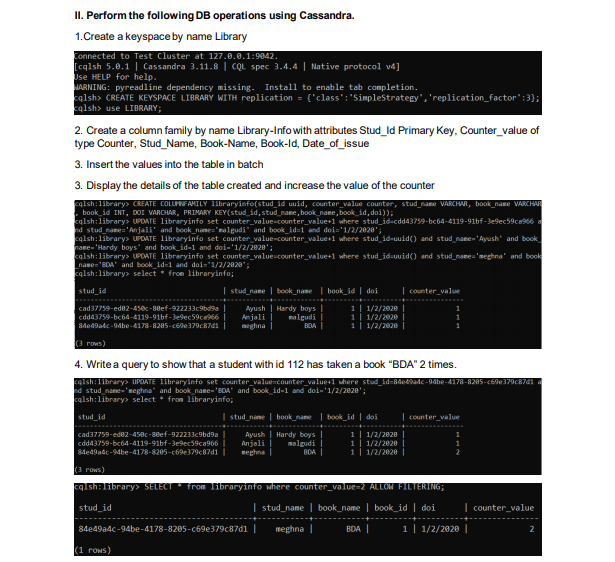 II. Perform the following DB operations using Cassandra.
1.Create a keyspace by name Library
Connected to Test Cluster at 127.0.0.1:9042.
[cqlsh 5.0.1 | Cassandra 3.11.8 | CQL spec 3.4.4 | Native protocol v4]
Use HELP for help.
WARNING: pyreadline dependency missing.  Install to enable tab completion.
cqlsh> CREATE KEYSPACE LIBRARY WITH replication = {'class':'SimpleStrategy','replication_factor':3};
cqlsh> use LIBRARY;
2. Create a column family by name Library-Info with attributes Stud_Id Primary Key, Counter_value of
type Counter, Stud_Name, Book-Name, Book-Id, Date_of_issue
3. Insert the values into the table in batch
3. Display the details of the table created and increase the value of the counter
cqlsh:library> CREATE COLUMNFAMILY libraryinfo(stud_id uuid, counter_value counter, stud_name VARCHAR, book_name VARCHAR
, book_id INT, DOI VARCHAR, PRIMARY KEY(stud_id,stud_name,book_name,book_id,doi));
cqlsh:library> UPDATE libraryinfo set counter_value=counter_value+1 where stud_id=cdd43759-bc64-4119-91bf-3e9ec59ca966 a
nd stud_name='Anjali' and book_name='malgudi' and book_id=1 and doi='1/2/2020';
cqlsh:library> UPDATE libraryinfo set counter_value=counter_value+1 where stud_id=uuid() and stud_name='Ayush' and book_
name='Hardy boys' and book_id=1 and doi='1/2/2020';
cqlsh:library> UPDATE libraryinfo set counter_value=counter_value+1 where stud_id=uuid() and stud_name='meghna' and book
_name='BDA' and book_id=1 and doi='1/2/2020';
cqlsh:library> select * from libraryinfo;
stud_id | stud_name | book_name | book_id | doi | counter_value
cad37759-ed02-450c-80ef-922233c9bd9a | Ayush | Hardy boys | 1 | 1/2/2020 | 1
cdd43759-bc64-4119-91bf-3e9ec59ca966 | Anjali | malgudi | 1 | 1/2/2020 | 1
84e49a4c-94be-4178-8205-c69e379c87d1 | meghna | BDA | 1 | 1/2/2020 | 1
(3 rows)
4. Write a query to show that a student with id 112 has taken a book “BDA” 2 times.
cqlsh:library> UPDATE libraryinfo set counter_value=counter_value+1 where stud_id=84e49a4c-94be-4178-8205-c69e379c87d1 a
nd stud_name='meghna' and book_name='BDA' and book_id=1 and doi='1/2/2020';
cqlsh:library> select * from libraryinfo;
stud_id | stud_name | book_name | book_id | doi | counter_value
cad37759-ed02-450c-80ef-922233c9bd9a | Ayush | Hardy boys | 1 | 1/2/2020 | 1
cdd43759-bc64-4119-91bf-3e9ec59ca966 | Anjali | malgudi | 1 | 1/2/2020 | 1
84e49a4c-94be-4178-8205-c69e379c87d1 | meghna | BDA | 1 | 1/2/2020 | 2
(3 rows)
cqlsh:library> SELECT * from libraryinfo where counter_value=2 ALLOW FILTERING;
stud_id | stud_name | book_name | book_id | doi | counter_value
84e49a4c-94be-4178-8205-c69e379c87d1 | meghna | BDA | 1 | 1/2/2020 | 2
(1 rows)